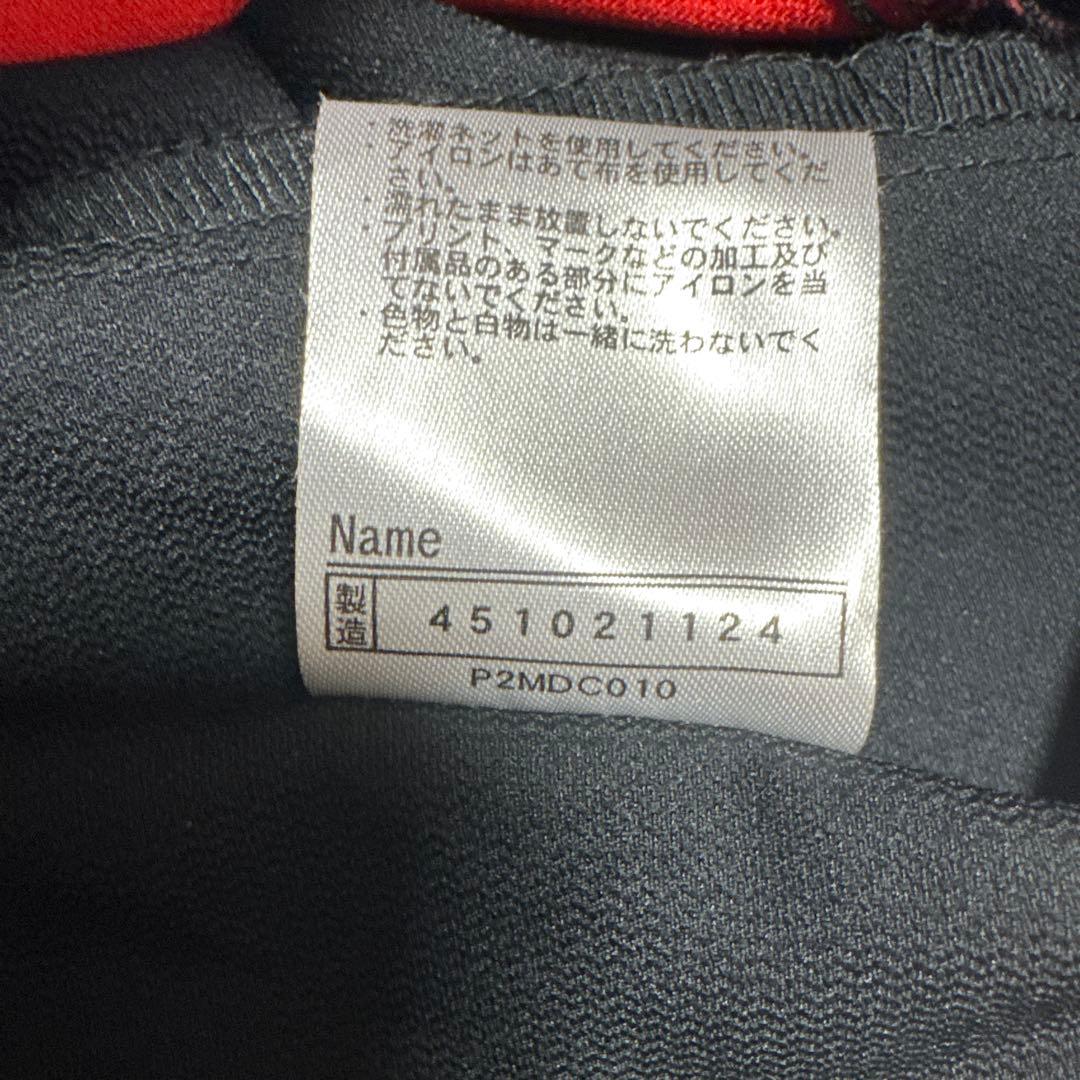 ・洗濯ネットを使用してください。
・アイロンはあて布を使用してくだ
さい。
・濡れたまま放置しないでください。
・プリント、マークなどの加工及び
付属品のある部分にアイロンを当
てないでください。
・色物と白物は一緒に洗わないでく
ださい。
Name
製造 451021124
P2MDC010